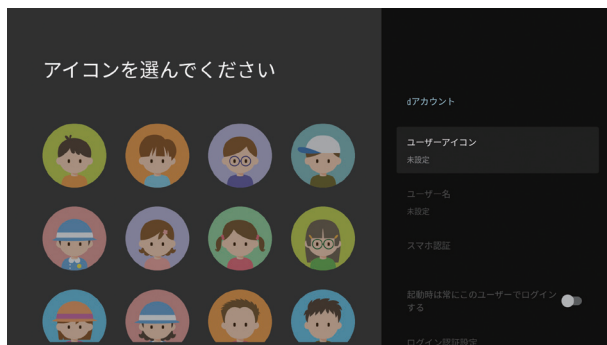 アイコンを選んでください
dアカウント
ユーザーアイコン
未設定
ユーザー名
未設定
スマホ認証
起動時は常にこのユーザーでログイン
する
ログイン認証設定